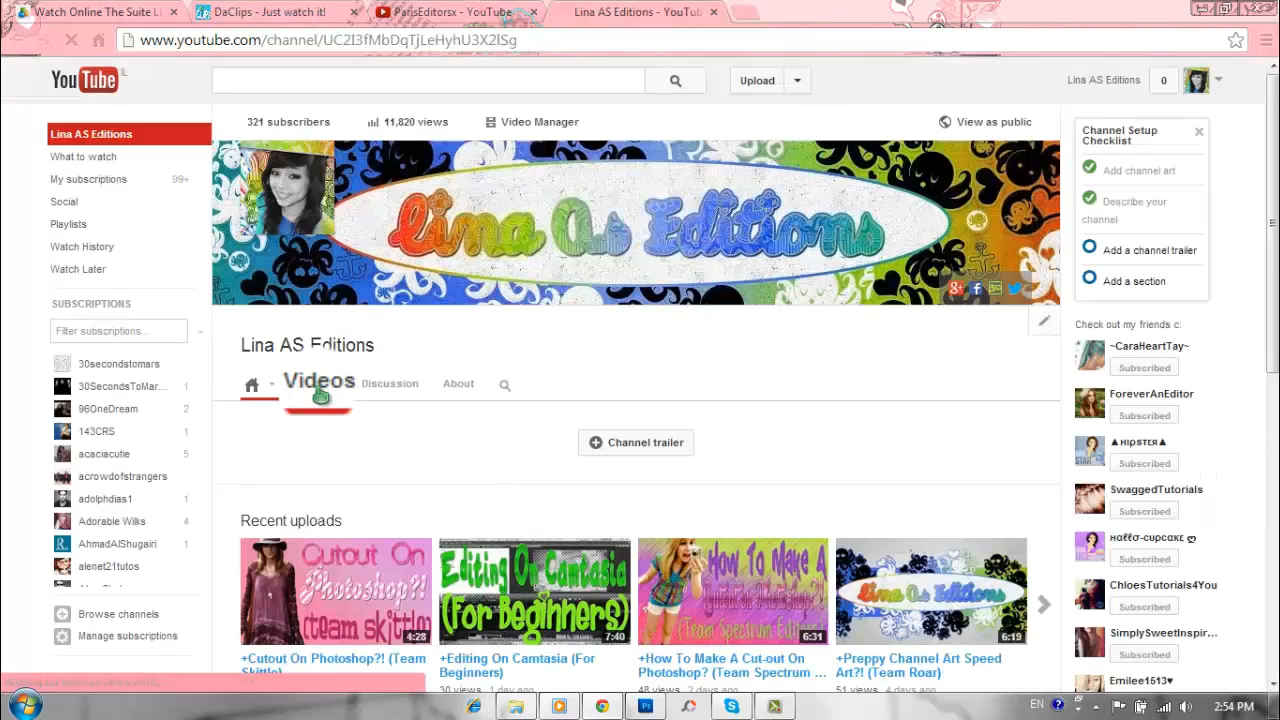 Watch Online The Suite Li
DaClips - Just watch it!
ParisEditorsx - YouTube
Lina AS Editions - YouTub
www.youtube.com/channel/UC2I3fMbDqTjLeHyhU3X2lSg
YouTube
Upload
Lina AS Editions
0
Lina AS Editions
What to watch
My subscriptions 99+
Social
Playlists
Watch History
Watch Later
SUBSCRIPTIONS
Filter subscriptions...
30secondstomars
30SecondsToMar... 1
96OneDream 2
143CRS 1
acaciacutie 5
acrowdofstrangers
adolphdias1 1
Adorable Wilks 4
AhmadAlShugairi 1
alenet21tutos
Browse channels
Manage subscriptions
321 subscribers
11,820 views
Video Manager
View as public
Lina As Editions
Lina AS Editions
Videos
Discussion
About
Channel trailer
Recent uploads
Cutout On
Photoshop?!
(team skittle)
4:28
Editing On Camtasia
(For Beginners)
7:40
How To Make A
Cutout On
Photoshop?
(Team Spectrum Editor
6:31
Lina As Editions
6:19
+Cutout On Photoshop?! (Team
Skittle)
+Editing On Camtasia (For
Beginners)
30 views 1 day ago
+How To Make A Cut-out On
Photoshop? (Team Spectrum ...
48 views 2 days ago
+Preppy Channel Art Speed
Art?! (Team Roar)
51 views 4 days ago
Channel Setup
Checklist
Add channel art
Describe your
channel
Add a channel trailer
Add a section
Check out my friends c:
~CaraHeartTay~
Subscribed
ForeverAnEditor
Subscribed
▲ʜιρsтεʀ▲
Subscribed
SwaggedTutorials
Subscribed
Subscribed
ChloesTutorials4You
Subscribed
SimplySweetInspir...
Subscribed
Emilee1513♥
EN
2:54 PM